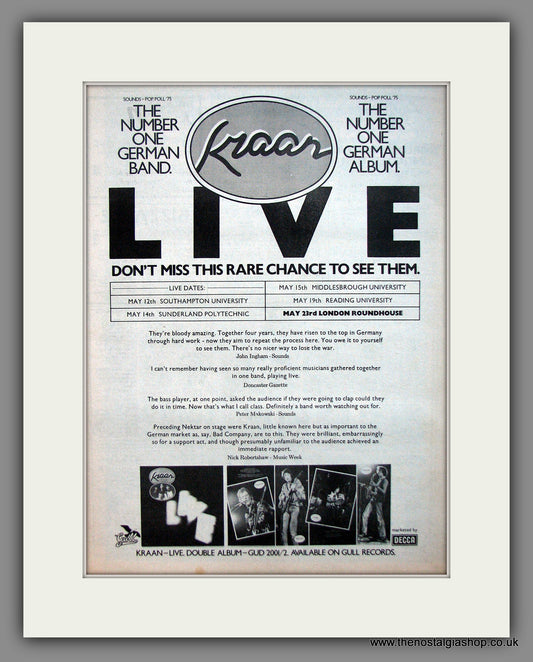 SOUNDS - POP POLL '75
THE
NUMBER
ONE
GERMAN
BAND.
Kraan
SOUNDS - POP POLL '75
THE
NUMBER
ONE
GERMAN
ALBUM.
LIVE
DON'T MISS THIS RARE CHANCE TO SEE THEM.
LIVE DATES:
MAY 15th MIDDLESBROUGH UNIVERSITY
MAY 12th SOUTHAMPTON UNIVERSITY
MAY 19th READING UNIVERSITY
MAY 14th SUNDERLAND POLYTECHNIC
MAY 23rd LONDON ROUNDHOUSE
They're bloody amazing. Together four years, they have risen to the top in Germany
through hard work - now they aim to repeat the process here. You owe it to yourself
to see them. There's no nicer way to lose the war.
John Ingham - Sounds
I can't remember having seen so many really proficient musicians gathered together
in one band, playing live.
Doncaster Gazette
The bass player, at one point, asked the audience if they were going to clap could they
do it in time. Now that's what I call class. Definitely a band worth watching out for.
Peter Makowski - Sounds
Preceding Nektar on stage were Kraan, little known here but as important to the
German market as, say, Bad Company, are to this. They were brilliant, embarrassingly
so for a support act, and though presumably unfamiliar to the audience achieved an
immediate rapport.
Nick Robertshaw - Music Week
Kraan
LIVE
Gull
marketed by
DECCA
KRAAN - LIVE. DOUBLE ALBUM - GUD 2001/2. AVAILABLE ON GULL RECORDS.
www.thenostalgiashop.co.uk